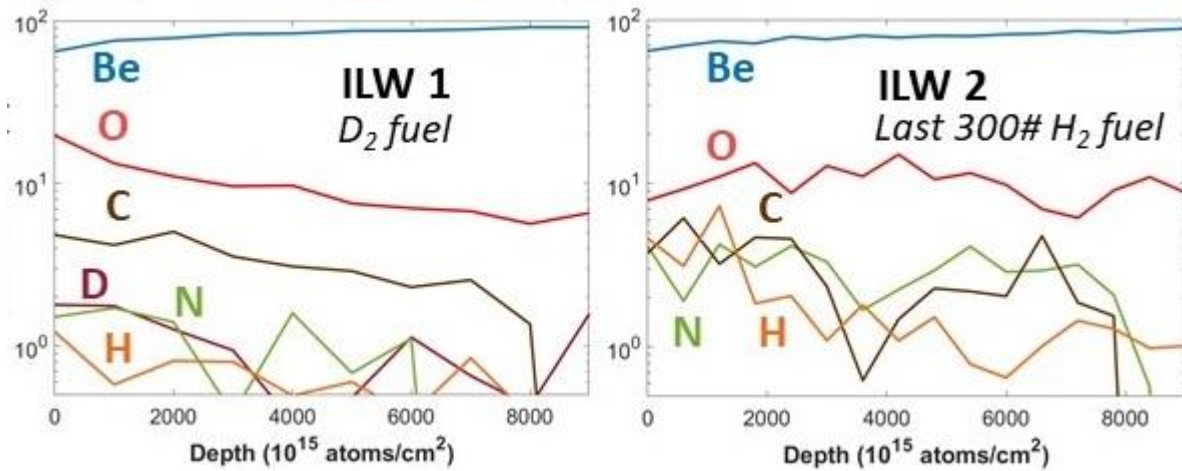 10²
10¹
10⁰
Be
O
C
D
N
H
ILW 1
D₂ fuel
0 2000 4000 6000 8000
Depth (10¹⁵ atoms/cm²)
10²
10¹
10⁰
Be
O
C
N
H
ILW 2
Last 300# H₂ fuel
0 2000 4000 6000 8000
Depth (10¹⁵ atoms/cm²)